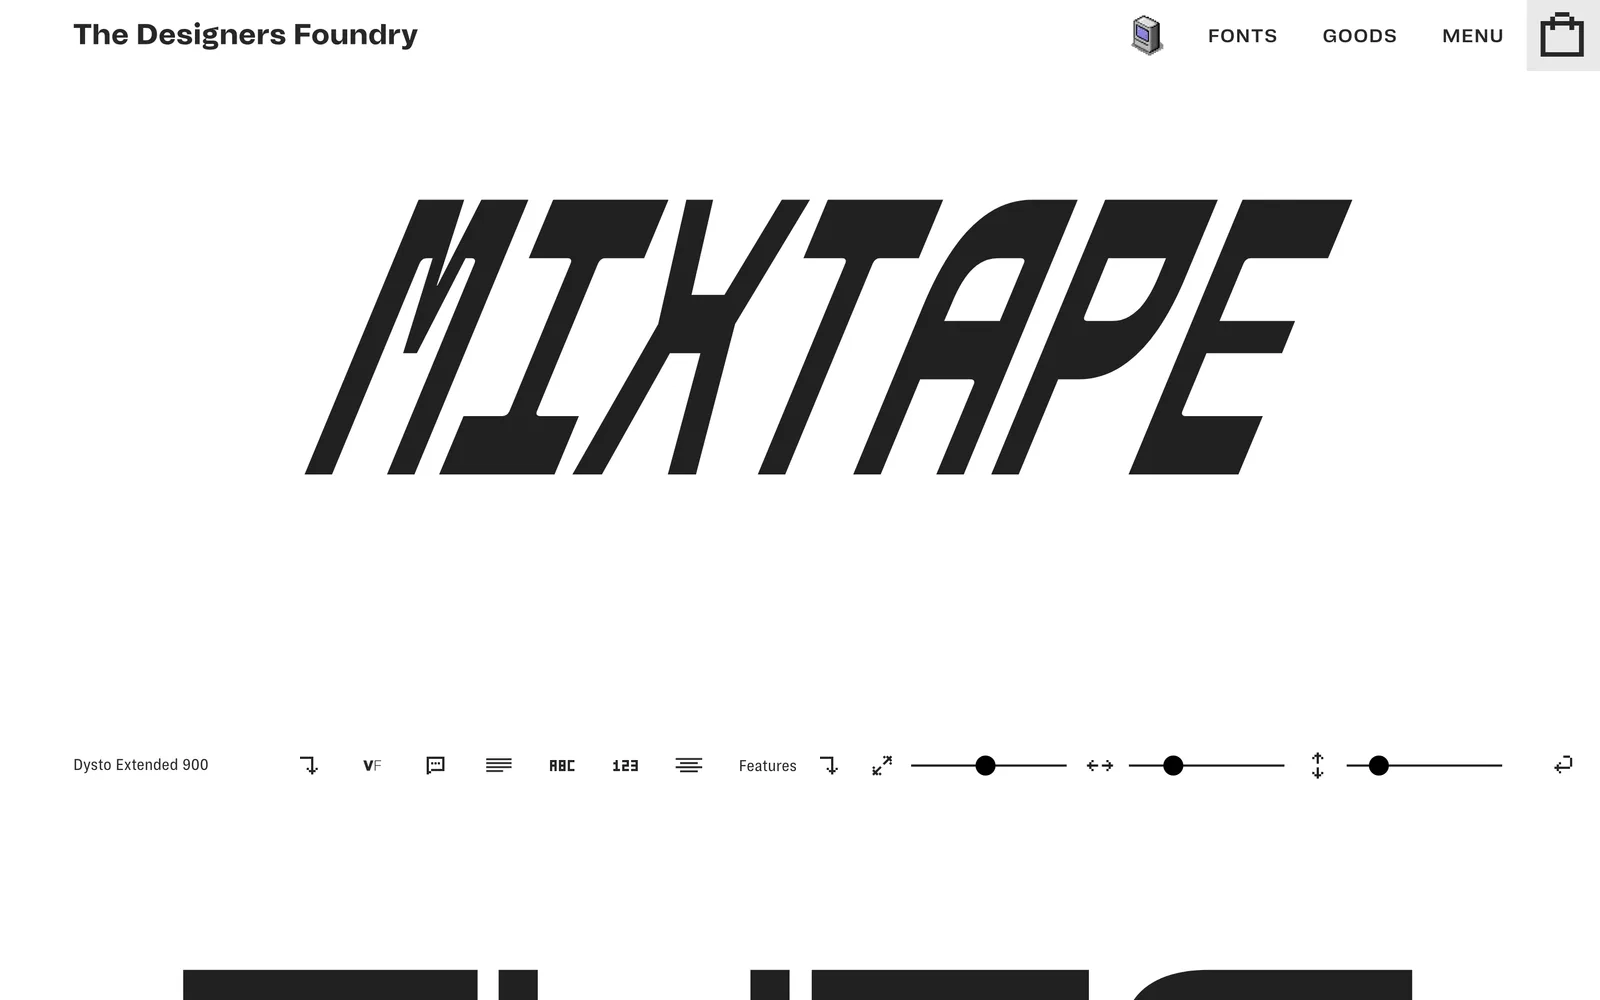 The Designers Foundry
FONTS GOODS MENU
MIXTAPE
Dysto Extended 900 VF ABC 123 Features